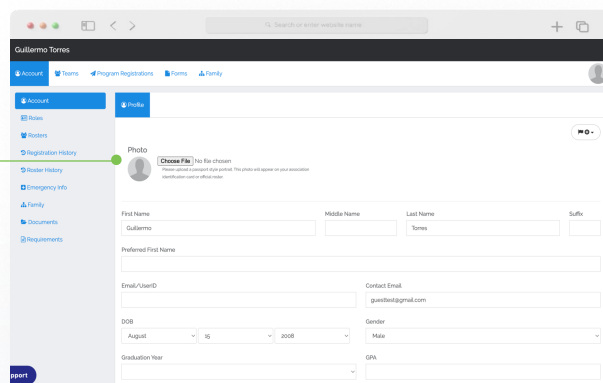 Search or enter website name
Guillermo Torres
Account Teams Program Registrations Forms Family
Account
Roles
Rosters
Registration History
Roster History
Emergency Info
Family
Documents
Requirements
Profile
Photo
Choose File No file chosen
Please upload a passport style portrait. This photo will appear on your association
identification card or official roster.
First Name Middle Name Last Name Suffix
Guillermo Torres
Preferred First Name
Email/UserID Contact Email
guesttest@gmail.com
DOB Gender
August 15 2008 Male
Graduation Year GPA
pport